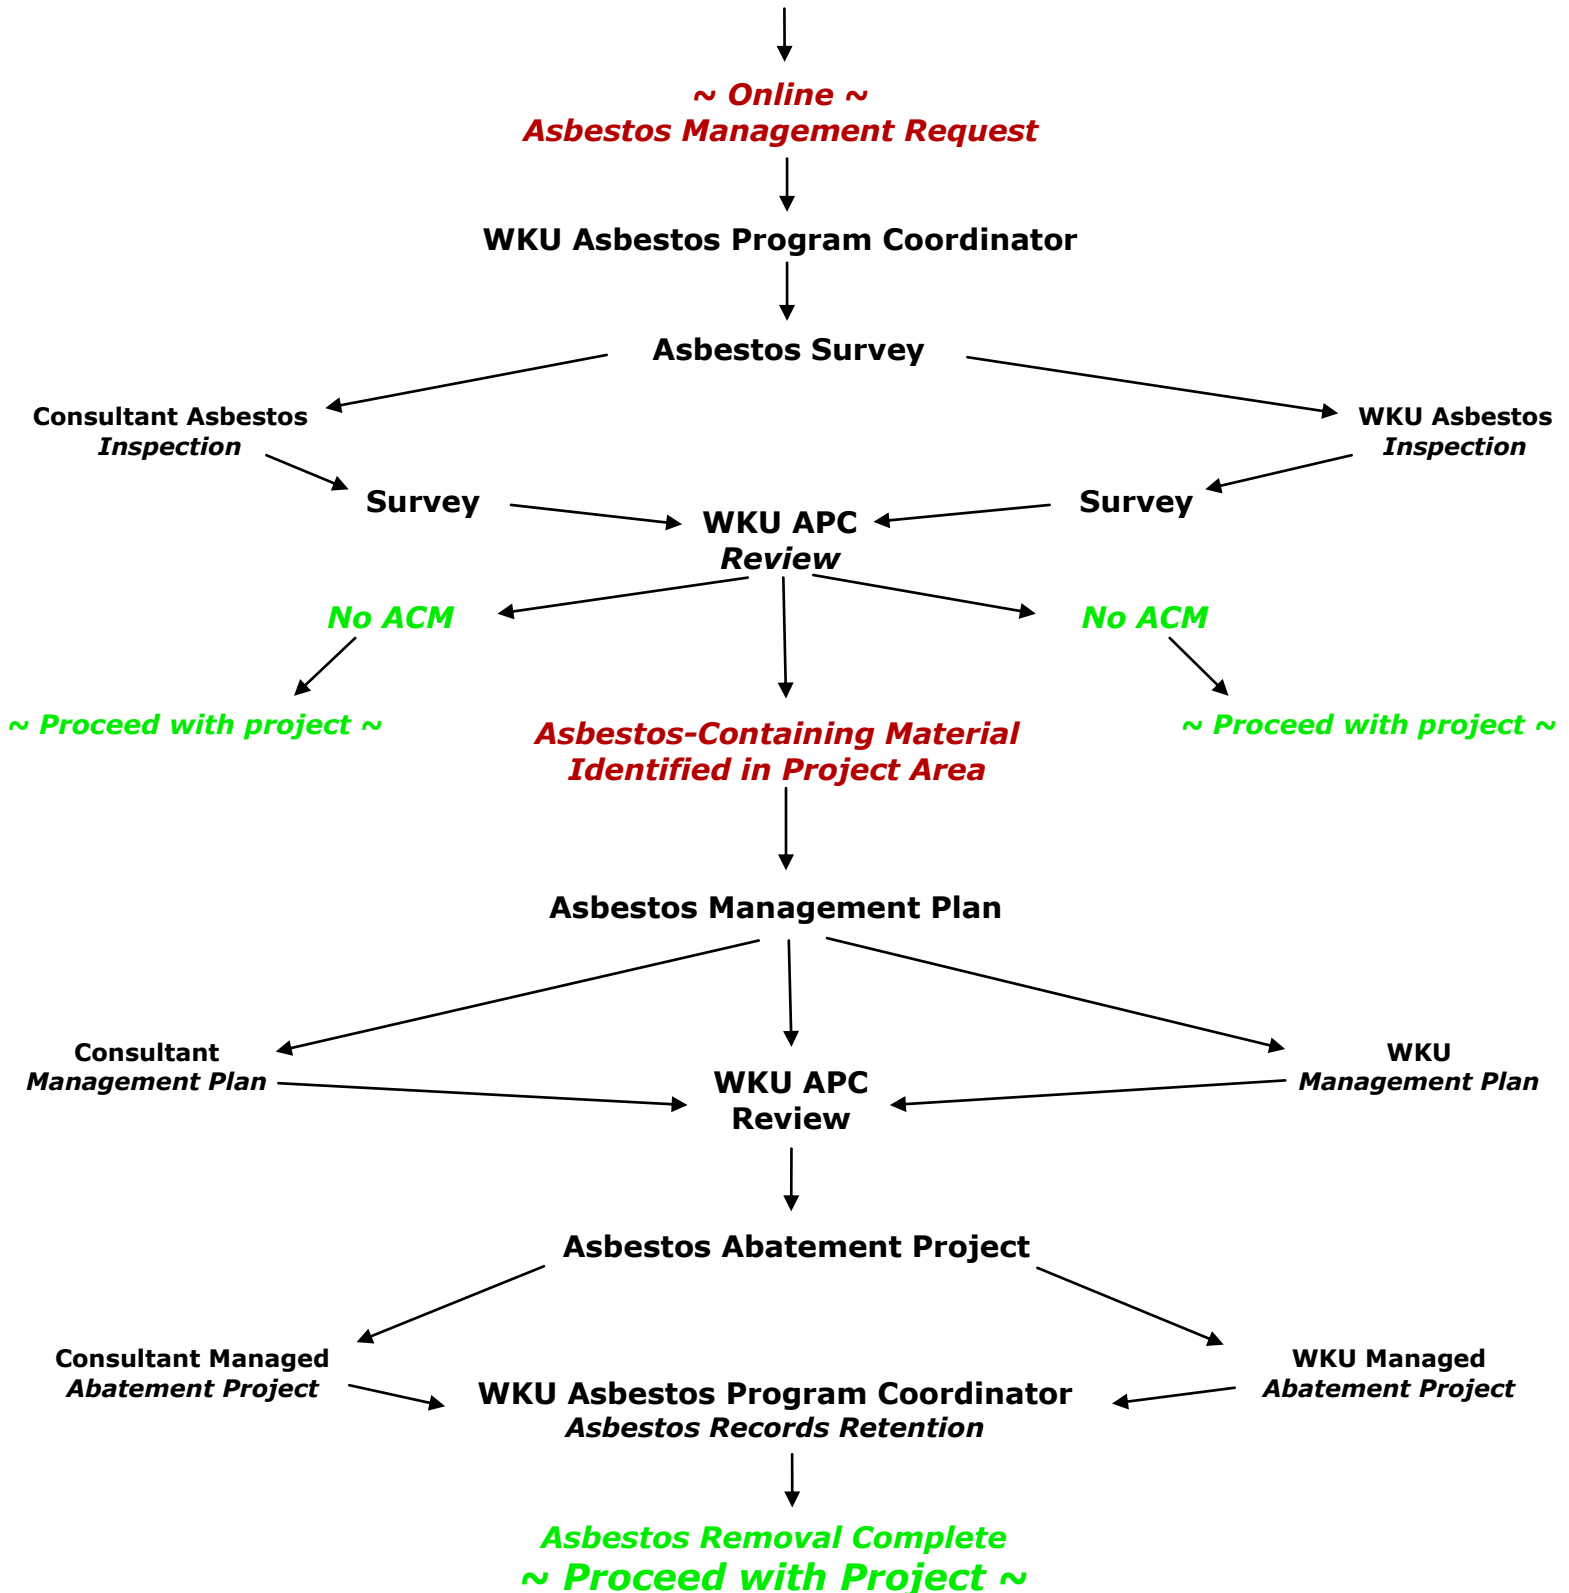 ~ Online ~
Asbestos Management Request
WKU Asbestos Program Coordinator
Asbestos Survey
Consultant Asbestos
Inspection
WKU Asbestos
Inspection
Survey
Survey
WKU APC
Review
No ACM
No ACM
~ Proceed with project ~
~ Proceed with project ~
Asbestos-Containing Material
Identified in Project Area
Asbestos Management Plan
Consultant
Management Plan
WKU
Management Plan
WKU APC
Review
Asbestos Abatement Project
Consultant Managed
Abatement Project
WKU Managed
Abatement Project
WKU Asbestos Program Coordinator
Asbestos Records Retention
Asbestos Removal Complete
~ Proceed with Project ~